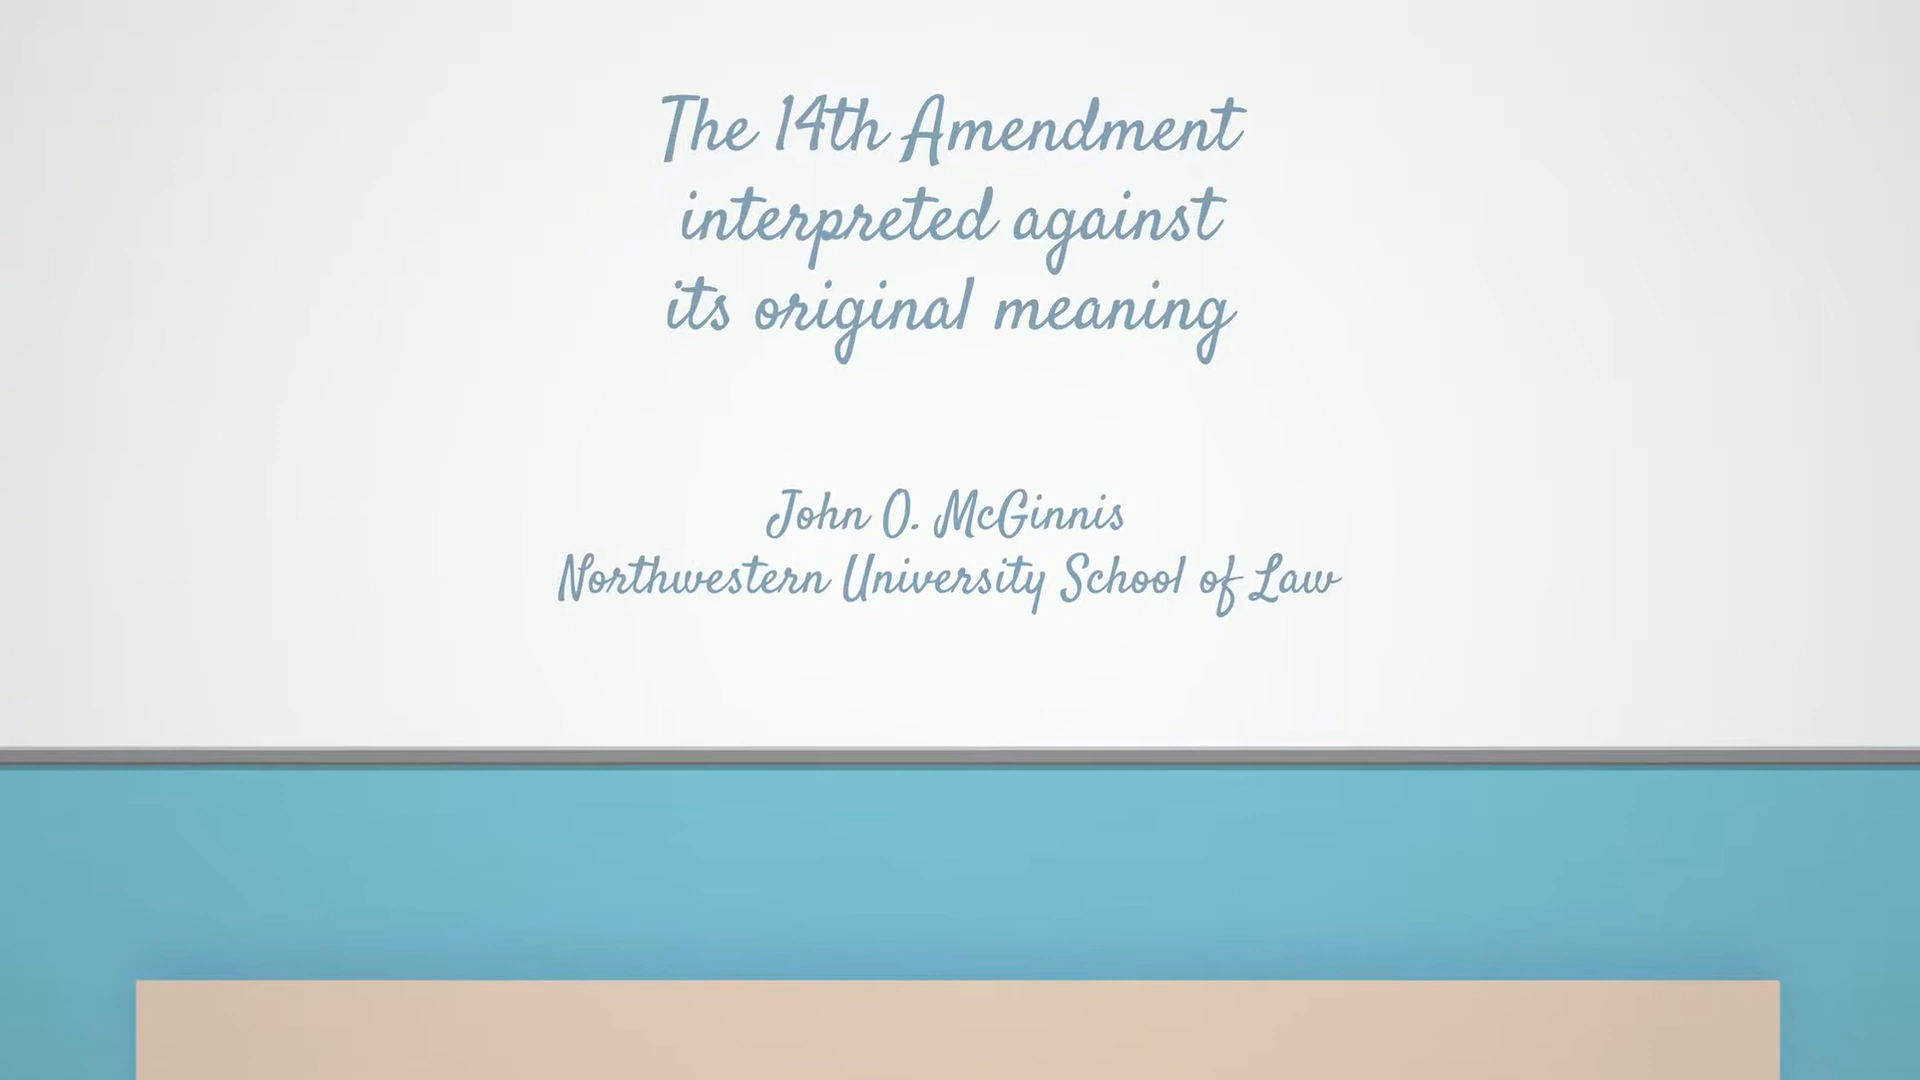 The 14th Amendment
interpreted against
its original meaning
John O. McGinnis
Northwestern University School of Law